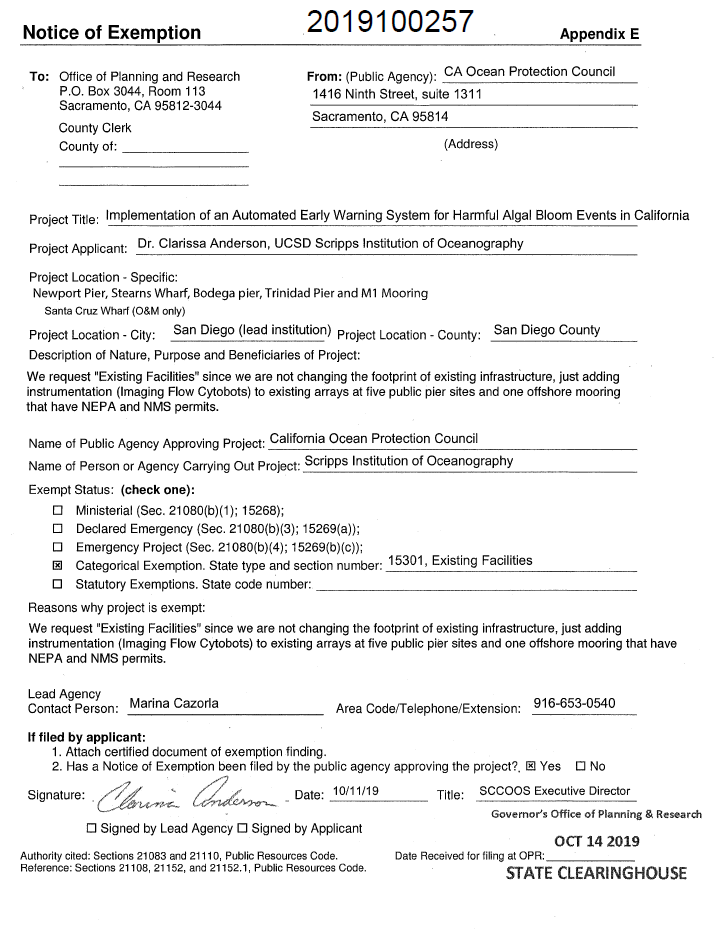 2019100257
Notice of Exemption Appendix E
To: Office of Planning and Research
P.O. Box 3044, Room 113
Sacramento, CA 95812-3044
County Clerk
County of:
From: (Public Agency): CA Ocean Protection Council
1416 Ninth Street, suite 1311
Sacramento, CA 95814
(Address)
Project Title: Implementation of an Automated Early Warning System for Harmful Algal Bloom Events in California
Project Applicant: Dr. Clarissa Anderson, UCSD Scripps Institution of Oceanography
Project Location - Specific:
Newport Pier, Stearns Wharf, Bodega pier, Trinidad Pier and M1 Mooring
Santa Cruz Wharf (O&M only)
Project Location - City: San Diego (lead institution) Project Location - County: San Diego County
Description of Nature, Purpose and Beneficiaries of Project:
We request "Existing Facilities" since we are not changing the footprint of existing infrastructure, just adding
instrumentation (Imaging Flow Cytobots) to existing arrays at five public pier sites and one offshore mooring
that have NEPA and NMS permits.
Name of Public Agency Approving Project: California Ocean Protection Council
Name of Person or Agency Carrying Out Project: Scripps Institution of Oceanography
Exempt Status: (check one):
☐ Ministerial (Sec. 21080(b)(1); 15268);
☐ Declared Emergency (Sec. 21080(b)(3); 15269(a));
☐ Emergency Project (Sec. 21080(b)(4); 15269(b)(c));
☒ Categorical Exemption. State type and section number: 15301, Existing Facilities
☐ Statutory Exemptions. State code number:
Reasons why project is exempt:
We request "Existing Facilities" since we are not changing the footprint of existing infrastructure, just adding
instrumentation (Imaging Flow Cytobots) to existing arrays at five public pier sites and one offshore mooring that have
NEPA and NMS permits.
Lead Agency
Contact Person: Marina Cazorla Area Code/Telephone/Extension: 916-653-0540
If filed by applicant:
1. Attach certified document of exemption finding.
2. Has a Notice of Exemption been filed by the public agency approving the project?. ☒ Yes ☐ No
Signature: Clarissa Anderson Date: 10/11/19 Title: SCCOOS Executive Director
☐ Signed by Lead Agency ☐ Signed by Applicant
Governor's Office of Planning & Research
OCT 14 2019
Authority cited: Sections 21083 and 21110, Public Resources Code.
Reference: Sections 21108, 21152, and 21152.1, Public Resources Code.
Date Received for filing at OPR:
STATE CLEARINGHOUSE